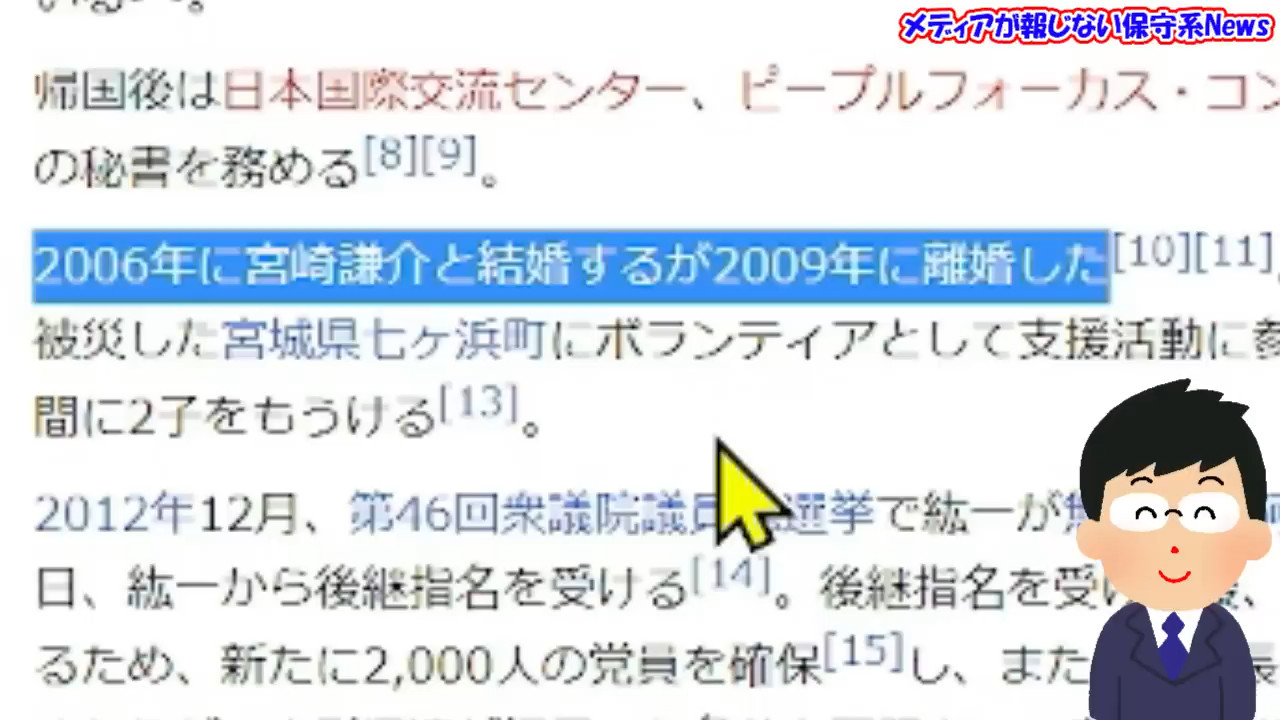 メディアが報じない保守系News
帰国後は日本国際交流センター、ピープルフォーカス・コン
の秘書を務める[8][9]。
2006年に宮崎謙介と結婚するが2009年に離婚した[10][11]
被災した宮城県七ヶ浜町にボランティアとして支援活動に参
間に2子をもうける[13]。
2012年12月、第46回衆議院議員 選挙で紘一が
日、紘一から後継指名を受ける[14]。後継指名を受け
るため、新たに2,000人の党員を確保[15]し、また